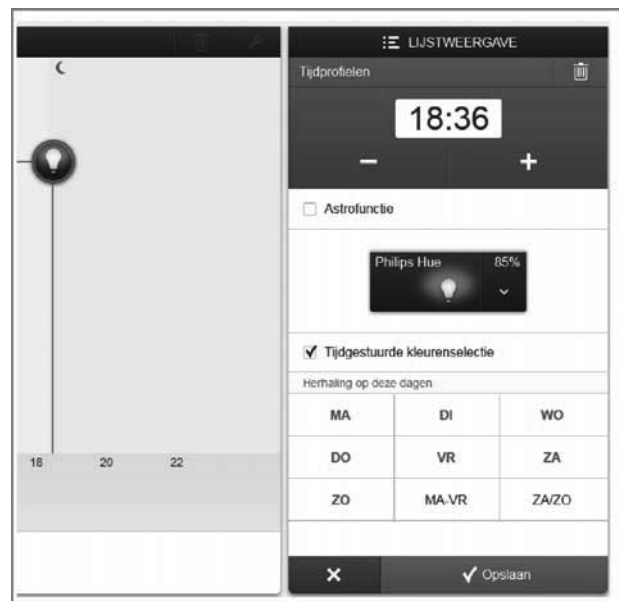 LIJSTWEERGAVE
Tijdprofielen
18:36
− +
Astrofunctie
Philips Hue 85%
Tijdgestuurde kleurenselectie
Herhaling op deze dagen
MA DI WO
DO VR ZA
ZO MA-VR ZA/ZO
Opslaan
18 20 22